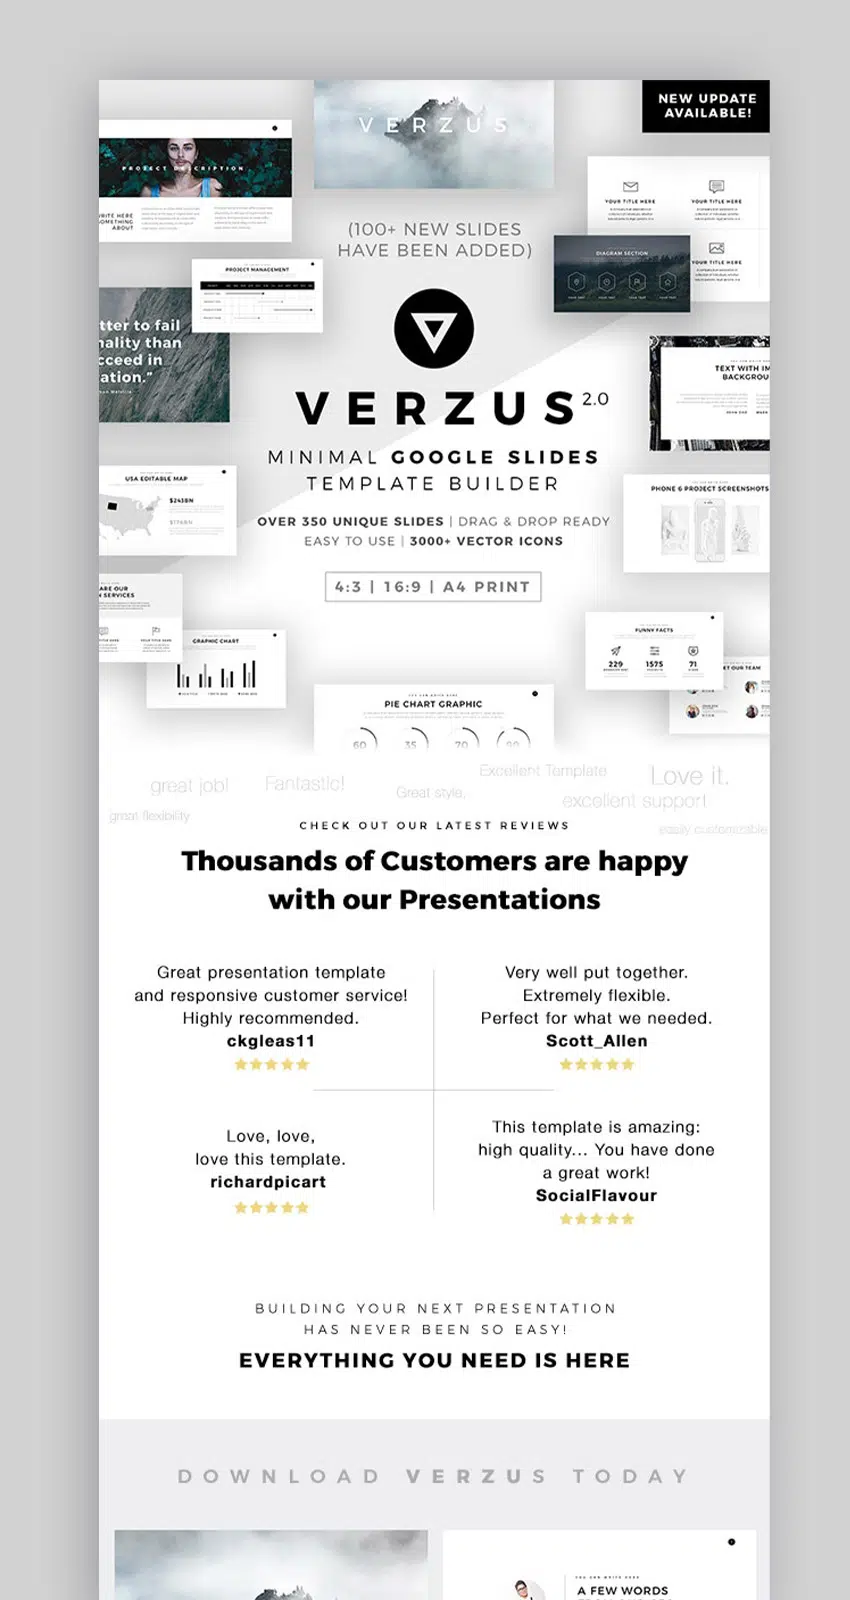 VERZUS
NEW UPDATE
AVAILABLE!
PROJECT DESCRIPTION
WRITE HERE
SOMETHING
ABOUT
(100+ NEW SLIDES
HAVE BEEN ADDED)
YOUR TITLE HERE
YOUR TITLE HERE
YOUR TITLE HERE
DIAGRAM SECTION
PROJECT MANAGEMENT
tter to fail
nality than
cceed in
ation."
TEXT WITH IM
BACKGROU
VERZUS 2.0
MINIMAL GOOGLE SLIDES
TEMPLATE BUILDER
USA EDITABLE MAP
$243BN
$176BN
PHONE 6 PROJECT SCREENSHOTS
OVER 350 UNIQUE SLIDES | DRAG & DROP READY
EASY TO USE | 3000+ VECTOR ICONS
4:3 | 16:9 | A4 PRINT
ARE OUR
SERVICES
GRAPHIC CHART
FUNNY FACTS
229
1575
71
ET OUR TEAM
PIE CHART GRAPHIC
60
35
70
90
great job!
Fantastic!
Great style,
Excellent Template
Love it.
excellent support!
great flexibility
easily customizable
CHECK OUT OUR LATEST REVIEWS
Thousands of Customers are happy
with our Presentations
Great presentation template
and responsive customer service!
Highly recommended.
ckgleas11
Very well put together.
Extremely flexible.
Perfect for what we needed.
Scott_Allen
Love, love,
love this template.
richardpicart
This template is amazing:
high quality... You have done
a great work!
SocialFlavour
BUILDING YOUR NEXT PRESENTATION
HAS NEVER BEEN SO EASY!
EVERYTHING YOU NEED IS HERE
DOWNLOAD VERZUS TODAY
YOU CAN WRITE HERE
A FEW WORDS